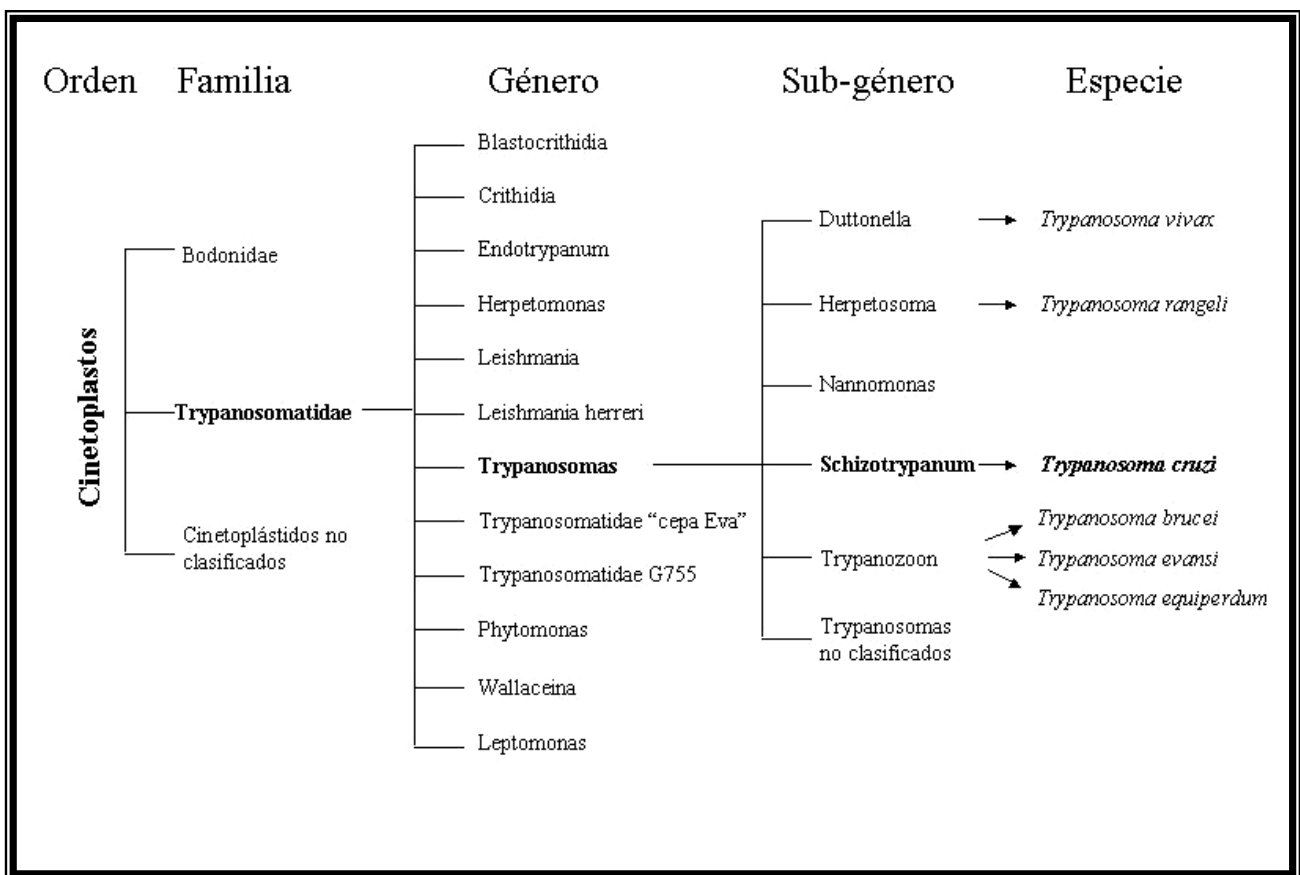 Orden Familia Género Sub-género Especie
Cinetoplastos
Bodonidae
Trypanosomatidae
Cinetoplástidos no
clasificados
Blastocrithidia
Crithidia
Endotrypanum
Herpetomonas
Leishmania
Leishmania herreri
Trypanosomas
Trypanosomatidae “cepa Eva”
Trypanosomatidae G755
Phytomonas
Wallaceina
Leptomonas
Duttonella
Herpetosoma
Nannomonas
Schizotrypanum
Trypanozoon
Trypanosomas
no clasificados
Trypanosoma vivax
Trypanosoma rangeli
Trypanosoma cruzi
Trypanosoma brucei
Trypanosoma evansi
Trypanosoma equiperdum